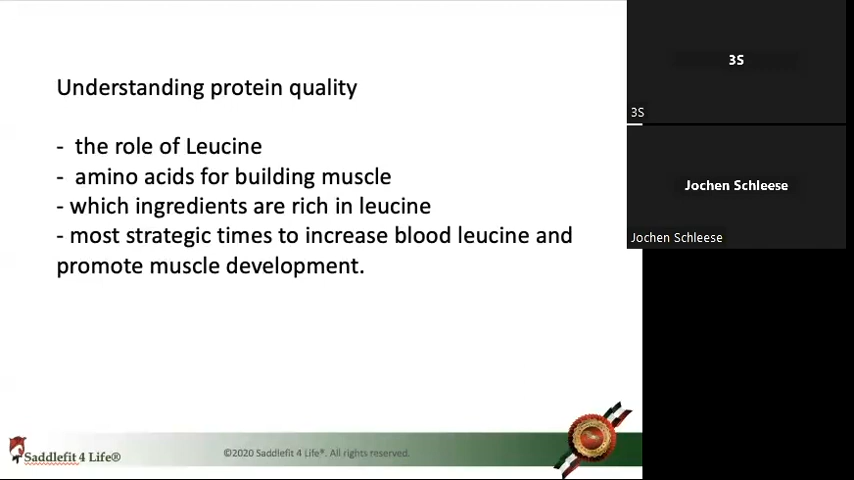 Understanding protein quality
- the role of Leucine
- amino acids for building muscle
- which ingredients are rich in leucine
- most strategic times to increase blood leucine and
promote muscle development.
Saddlefit 4 Life®
©2020 Saddlefit 4 Life®. All rights reserved.
3S
3S
Jochen Schleese
Jochen Schleese